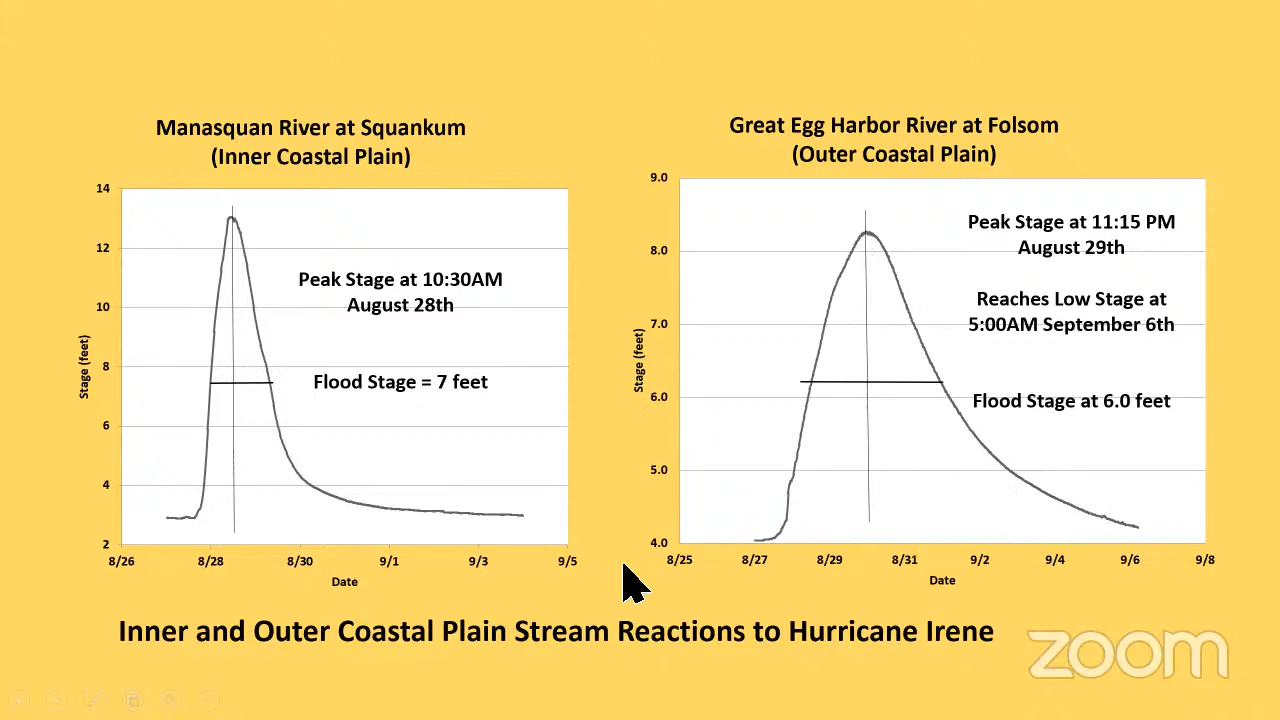 Manasquan River at Squankum
(Inner Coastal Plain)
14
12
10
8
6
4
2
Stage (feet)
Peak Stage at 10:30AM
August 28th
Flood Stage = 7 feet
8/26
8/28
8/30
9/1
9/3
9/5
Date
Great Egg Harbor River at Folsom
(Outer Coastal Plain)
9.0
8.0
7.0
6.0
5.0
4.0
Stage (feet)
Peak Stage at 11:15 PM
August 29th
Reaches Low Stage at
5:00AM September 6th
Flood Stage at 6.0 feet
8/25
8/27
8/29
8/31
9/2
9/4
9/6
9/8
Date
Inner and Outer Coastal Plain Stream Reactions to Hurricane Irene
zoom